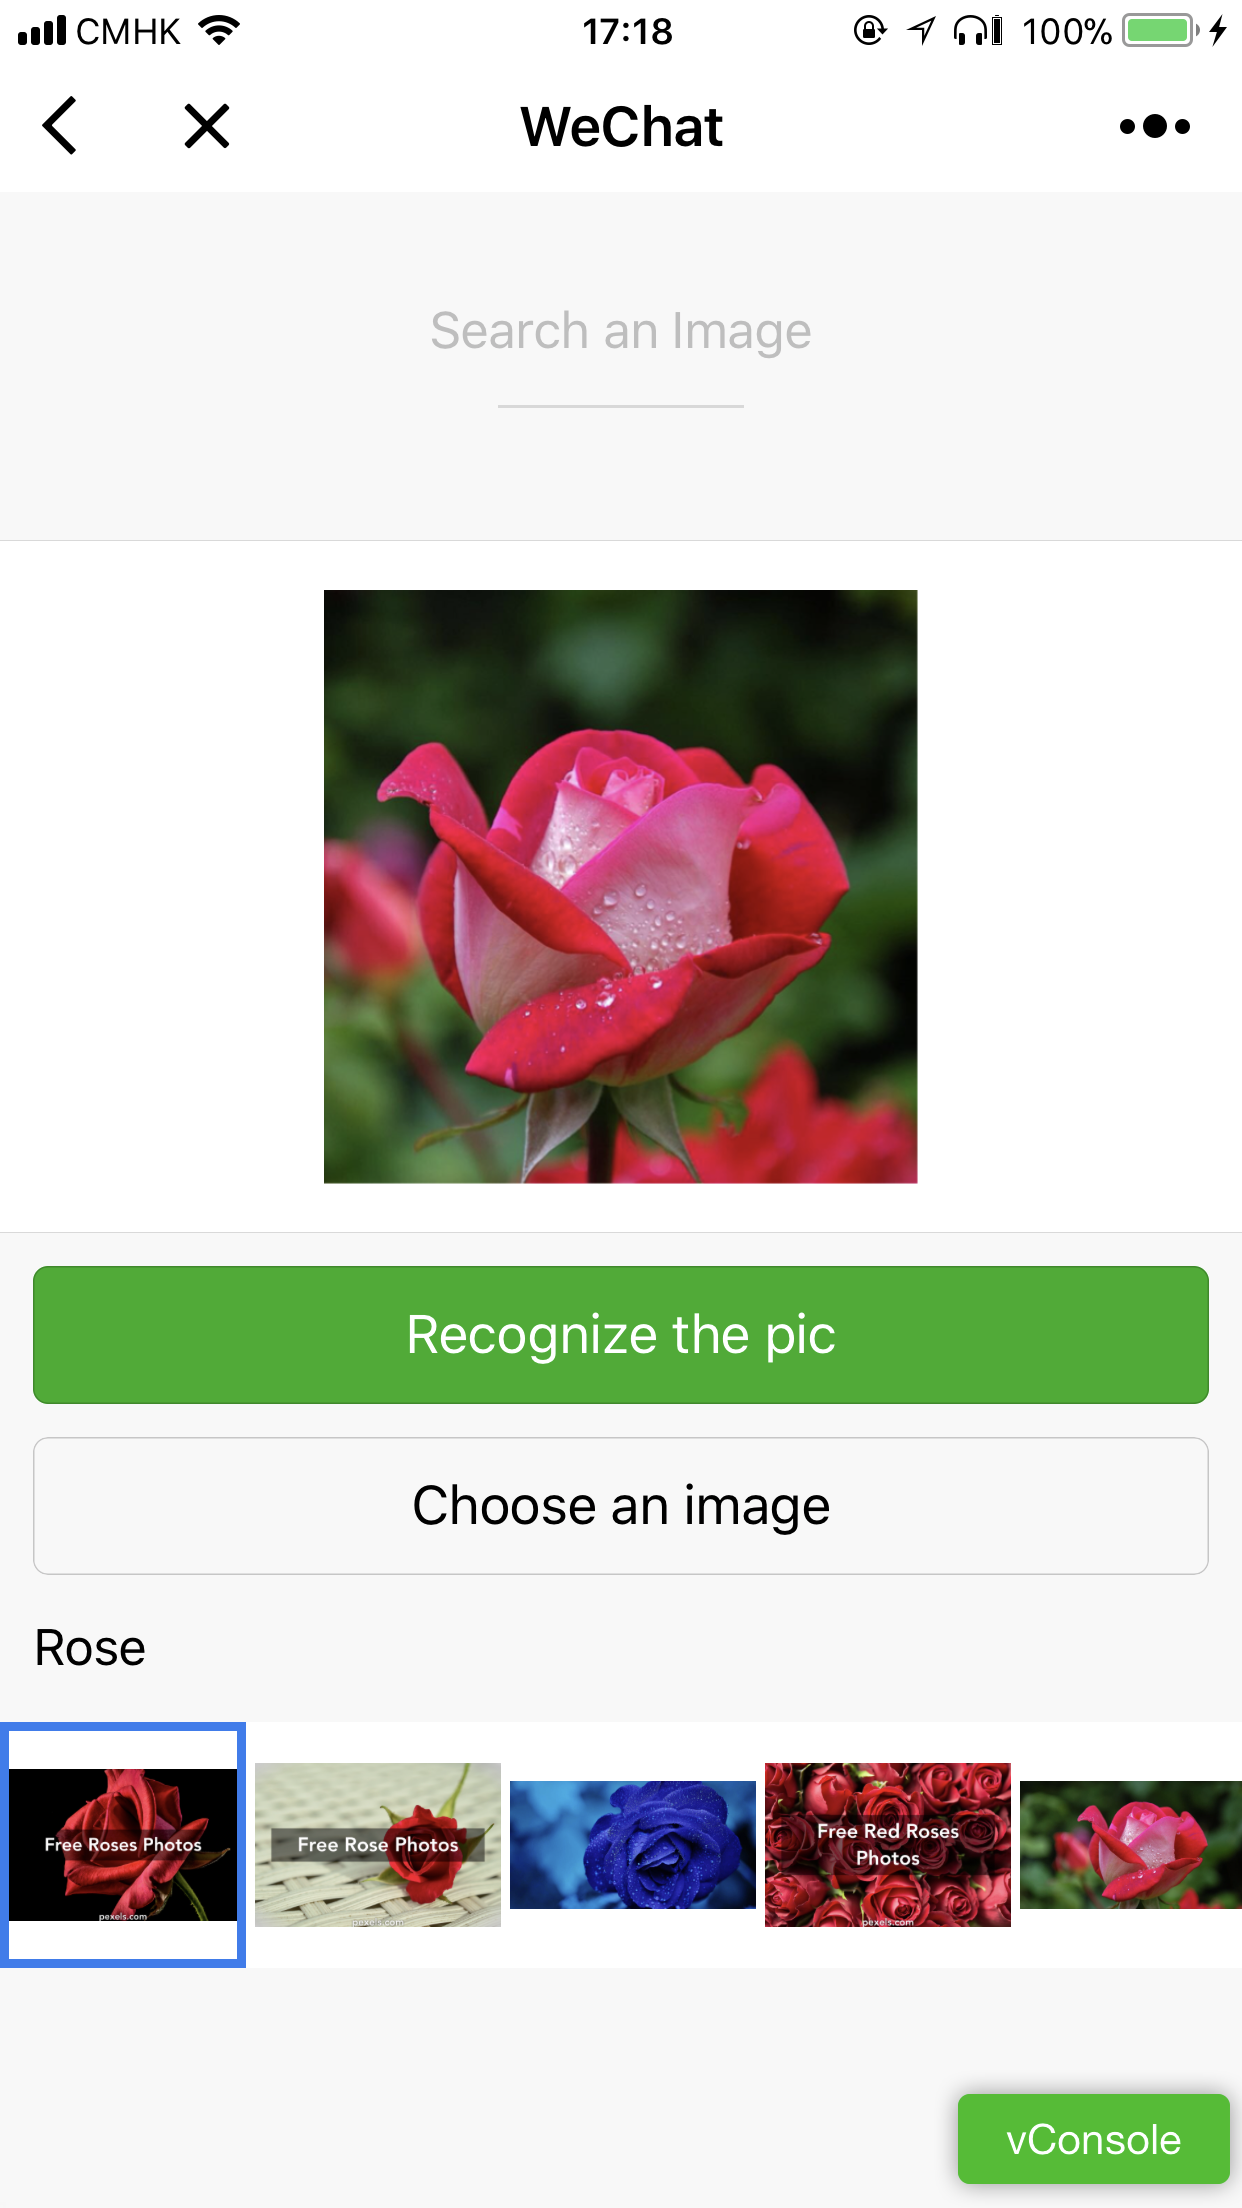 CMHK 17:18 100%
WeChat
Search an Image
Recognize the pic
Choose an image
Rose
Free Roses Photos
pexels.com
Free Rose Photos
pexels.com
Free Red Roses
Photos
pexels.com
vConsole